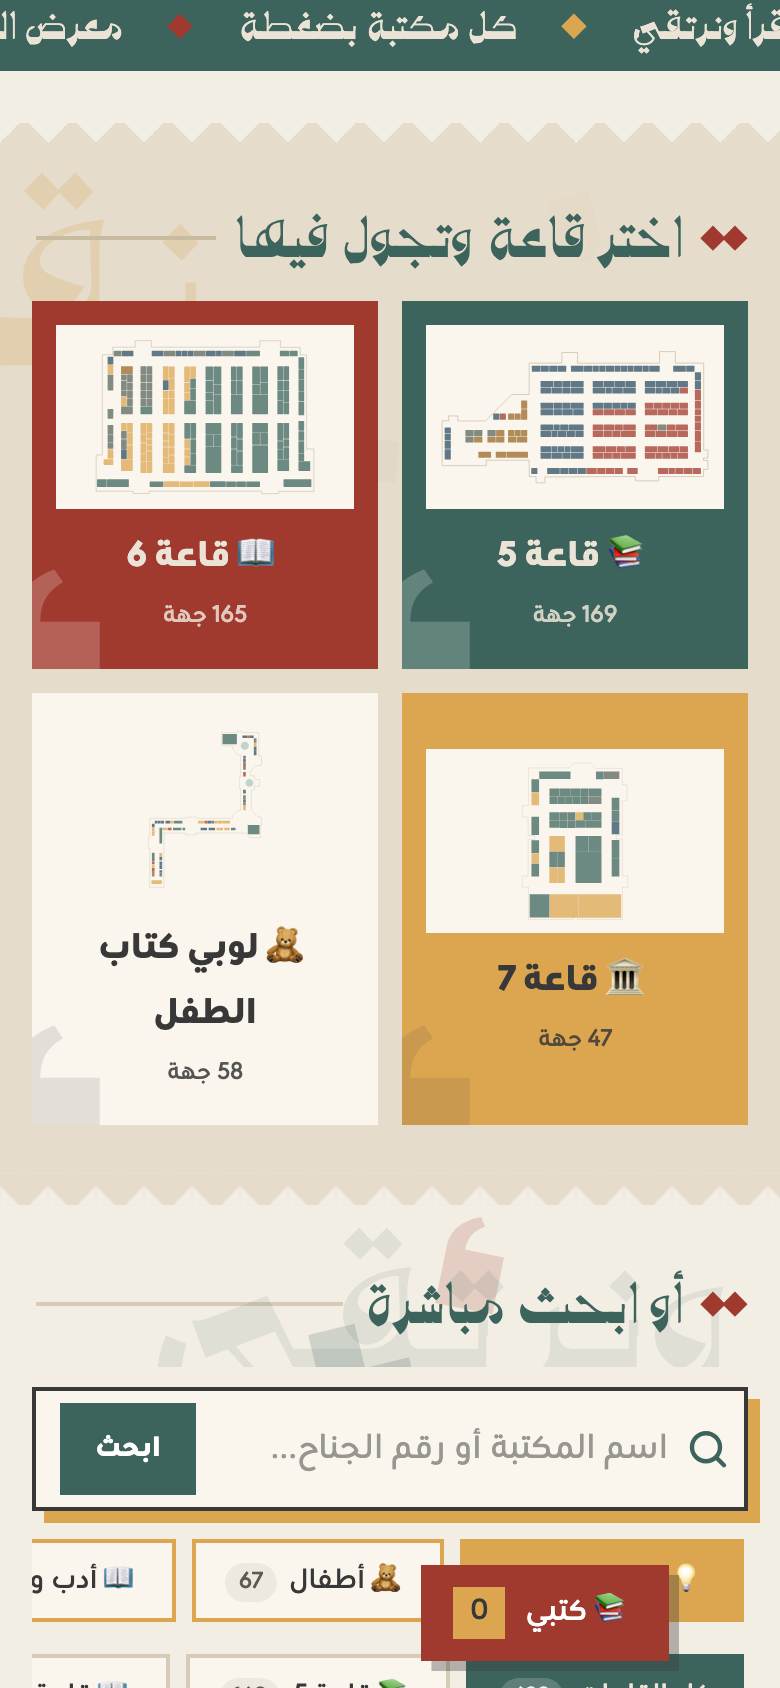 ونرتقي كل مكتبة بضغطة معرض
اختر قاعة وتجول فيها
قاعة 5
169 جهة
قاعة 6
165 جهة
قاعة 7
47 جهة
لوبي كتاب
الطفل
58 جهة
أو ابحث مباشرة
اسم المكتبة أو رقم الجناح...
ابحث
أطفال 67
أدب
كتبي 0